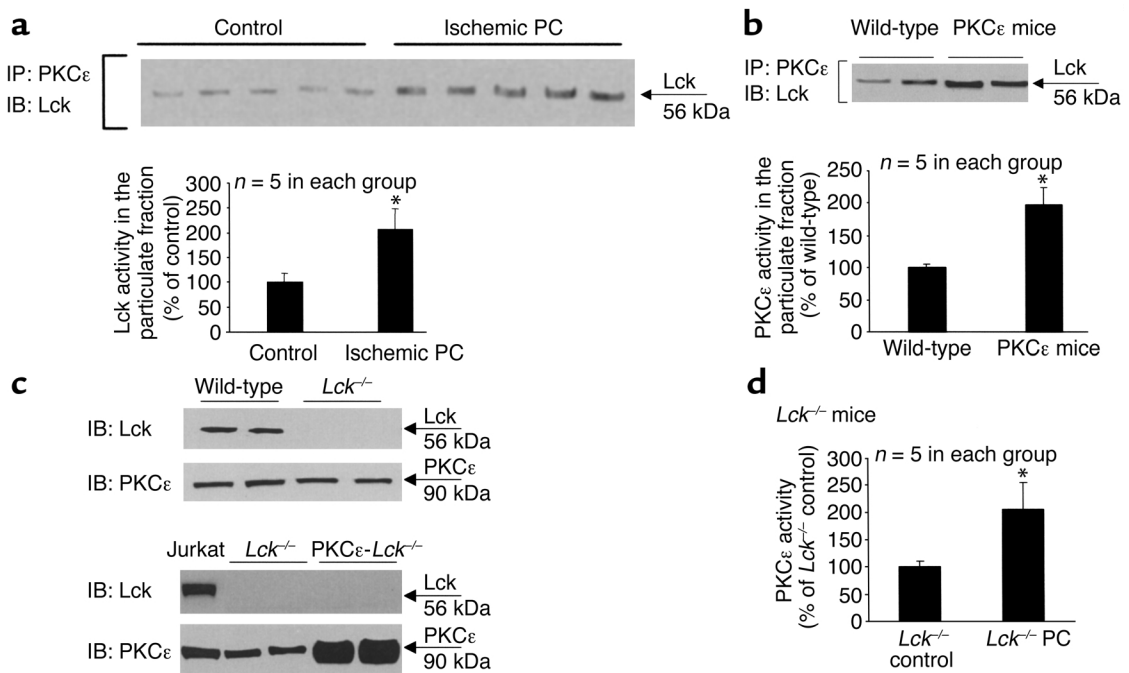 a
Control Ischemic PC
IP: PKCε
IB: Lck
Lck
56 kDa
Lck activity in the
particulate fraction
(% of control)
n = 5 in each group
300
250
200
150
100
50
0
*
Control Ischemic PC
b
Wild-type PKCε mice
IP: PKCε
IB: Lck
Lck
56 kDa
PKCε activity in the
particulate fraction
(% of wild-type)
n = 5 in each group
250
200
150
100
50
0
*
Wild-type PKCε mice
c
Wild-type Lck–/–
IB: Lck
Lck
56 kDa
IB: PKCε
PKCε
90 kDa
Jurkat Lck–/– PKCε-Lck–/–
IB: Lck
Lck
56 kDa
IB: PKCε
PKCε
90 kDa
d
Lck–/– mice
PKCε activity
(% of Lck–/– control)
n = 5 in each group
300
250
200
150
100
50
0
*
Lck–/– Lck–/– PC
control